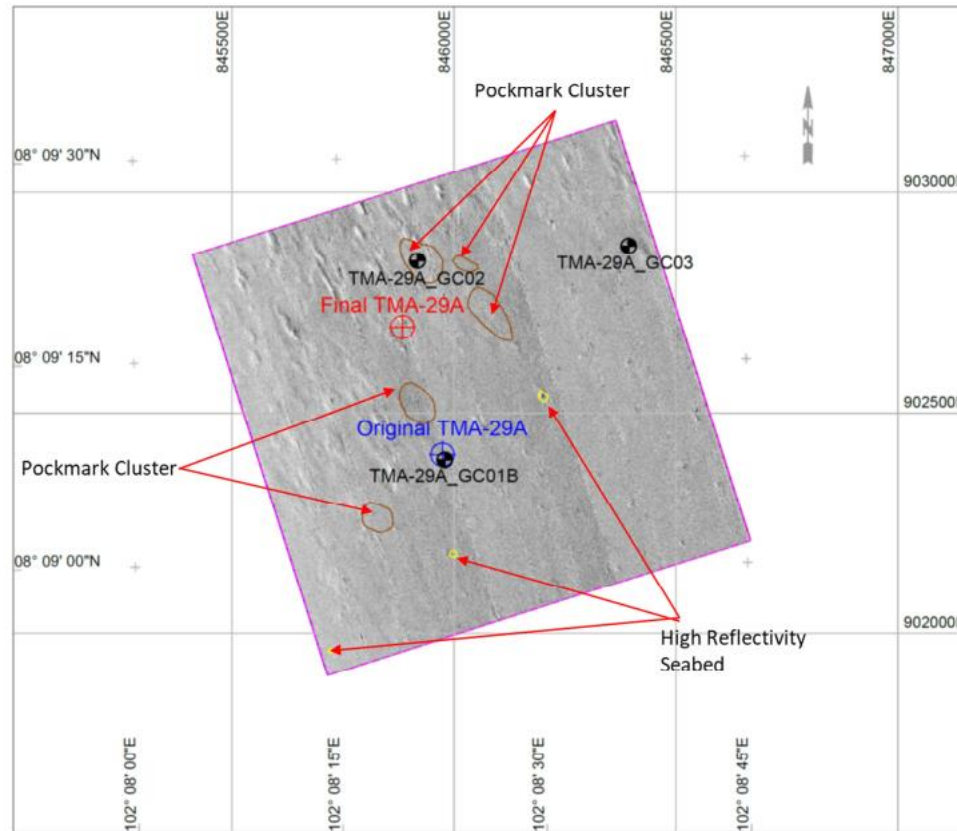 845500E
846000E
846500E
847000E
Pockmark Cluster
N
08° 09' 30"N
903000
TMA-29A_GC02
TMA-29A_GC03
Final TMA-29A
08° 09' 15"N
902500
Original TMA-29A
Pockmark Cluster
TMA-29A_GC01B
08° 09' 00"N
902000
High Reflectivity
Seabed
102° 08' 00"E
102° 08' 15"E
102° 08' 30"E
102° 08' 45"E